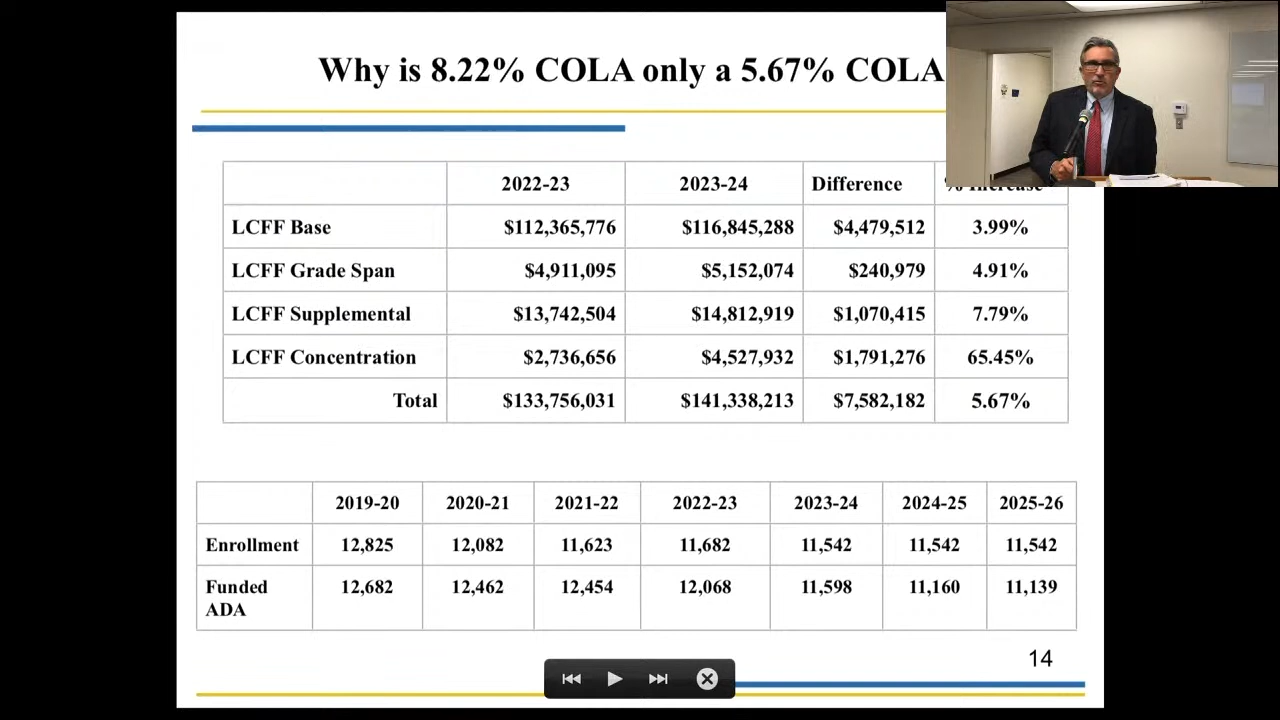 Why is 8.22% COLA only a 5.67% COLA
2022-23 2023-24 Difference % Increase
LCFF Base $112,365,776 $116,845,288 $4,479,512 3.99%
LCFF Grade Span $4,911,095 $5,152,074 $240,979 4.91%
LCFF Supplemental $13,742,504 $14,812,919 $1,070,415 7.79%
LCFF Concentration $2,736,656 $4,527,932 $1,791,276 65.45%
Total $133,756,031 $141,338,213 $7,582,182 5.67%
2019-20 2020-21 2021-22 2022-23 2023-24 2024-25 2025-26
Enrollment 12,825 12,082 11,623 11,682 11,542 11,542 11,542
Funded 12,682 12,462 12,454 12,068 11,598 11,160 11,139
ADA
14